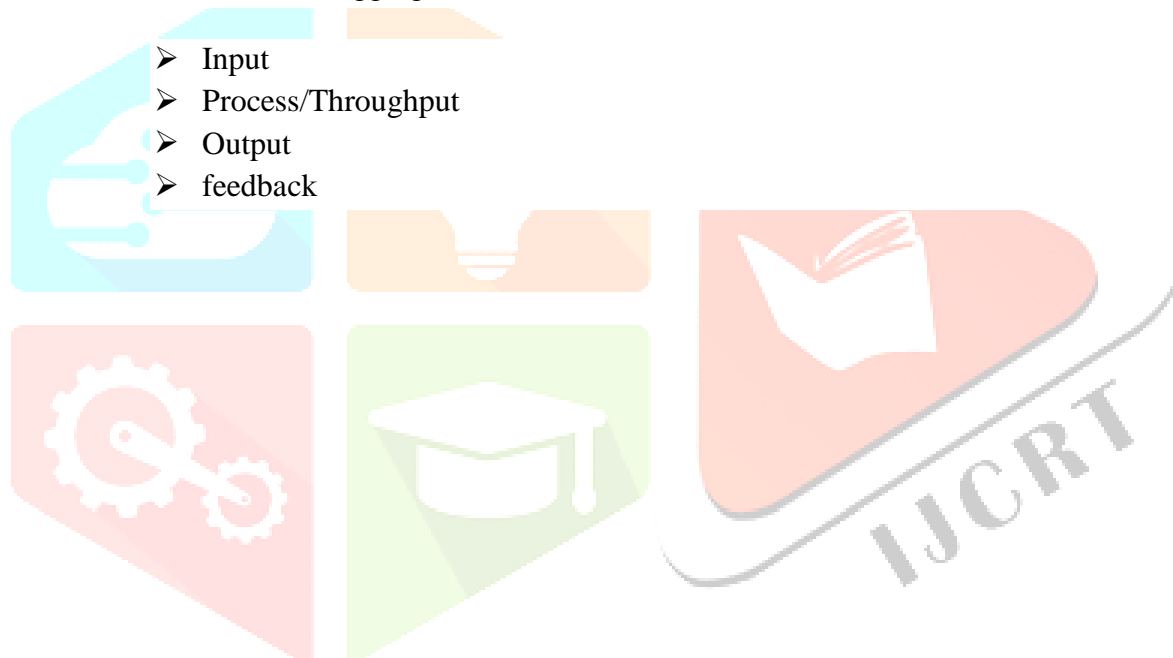 ➢ Input
➢ Process/Throughput
➢ Output
➢ feedback
IJCRT